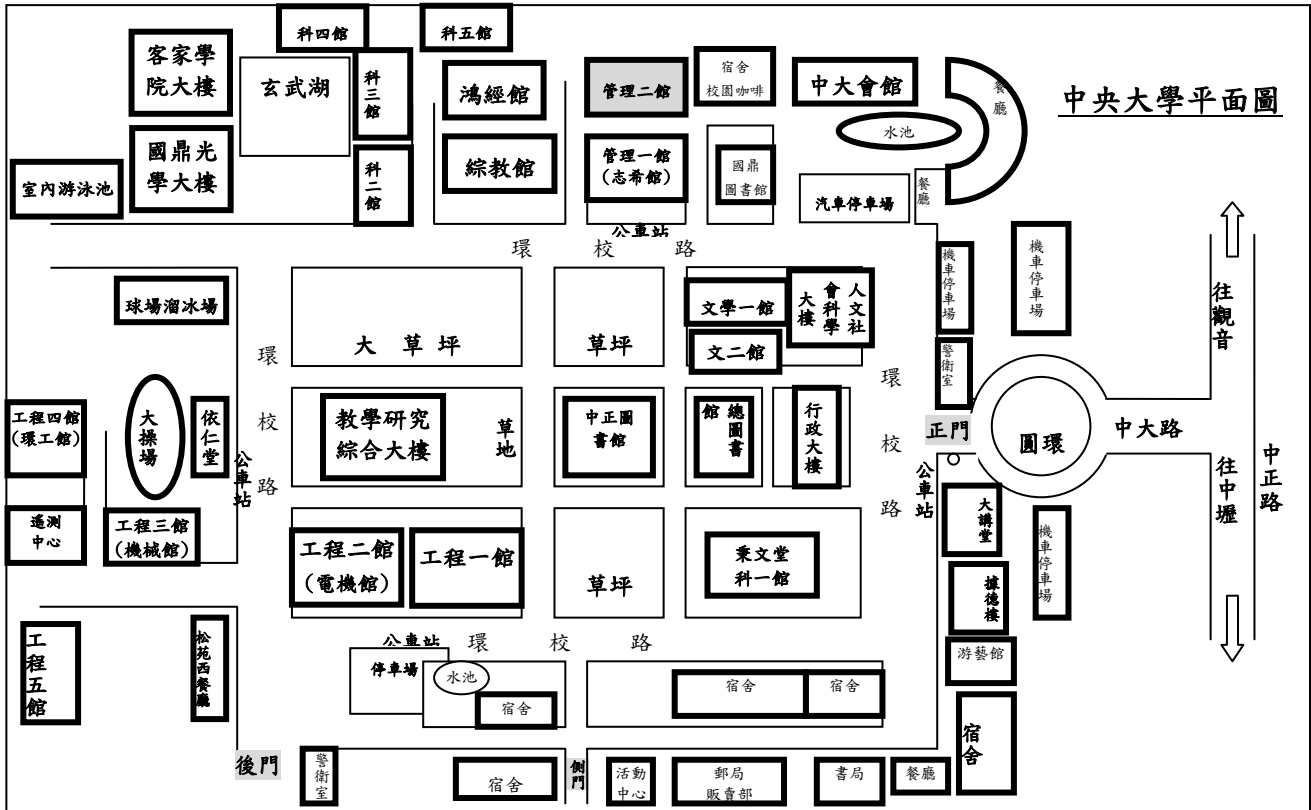 中央大學平面圖
科四館
科五館
客家學
院大樓
玄武湖
科三館
鴻經館
管理二館
宿舍
校園咖啡
中大會館
餐廳
水池
國鼎光
學大樓
室內游泳池
科二館
綜教館
管理一館
(志希館)
國鼎
圖書館
汽車停車場
餐廳
公車站
環校路
機車停車場
機車停車場
往觀音
球場溜冰場
大草坪
草坪
文學一館
人文社
會科學
大樓
文二館
環校路
環校路
警衛室
工程四館
(環工館)
大操場
依仁堂
公車站
教學研究
綜合大樓
草地
中正圖
書館
總圖書
館
行政大樓
正門
圓環
中大路
中正路
往中壢
公車站
遙測
中心
工程三館
(機械館)
工程二館
(電機館)
工程一館
草坪
秉文堂
科一館
大講堂
機車停車場
據德樓
公車站
環校路
工程五館
松苑西餐廳
停車場
水池
宿舍
宿舍
宿舍
游藝館
宿舍
後門
警衛室
宿舍
側門
活動
中心
郵局
販賣部
書局
餐廳